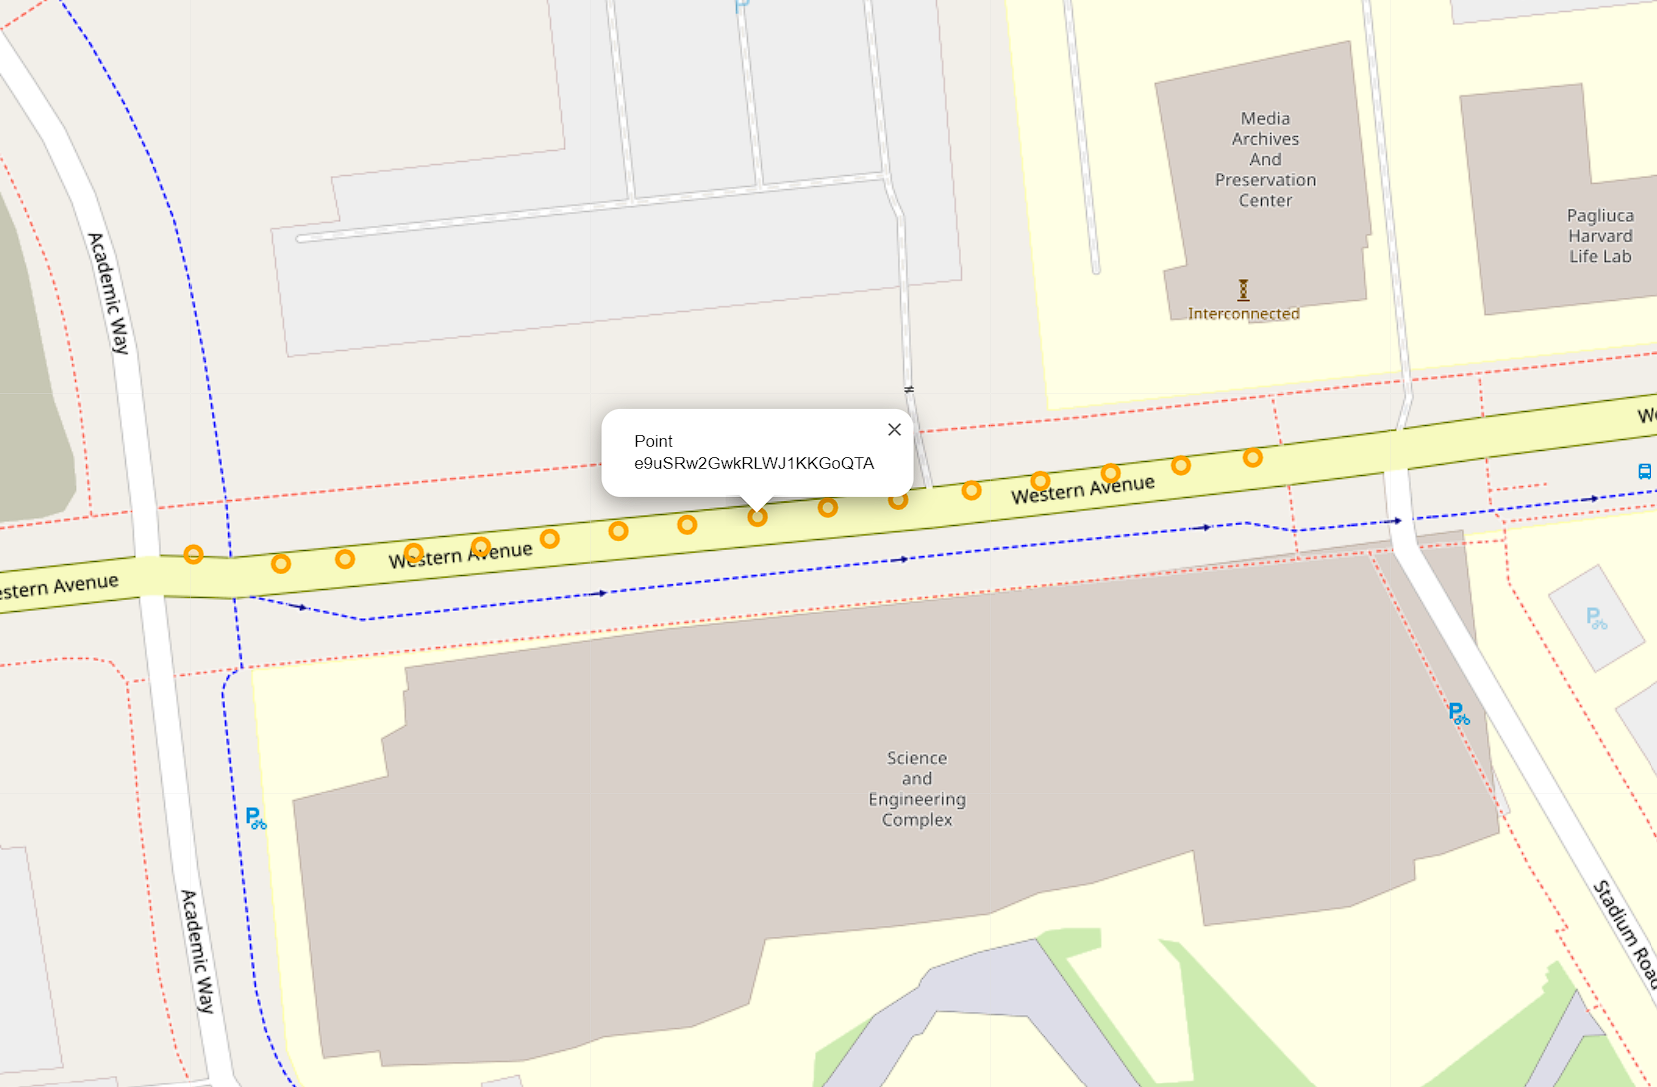 P
Media
Archives
And
Preservation
Center
Pagliuca
Harvard
Life Lab
Academic Way
Interconnected
Point
e9uSRw2GwkRLWJ1KKGoQTA
We
Western Avenue
Western Avenue
estern Avenue
P
P
Science
and
Engineering
Complex
P
Academic Way
Stadium Road